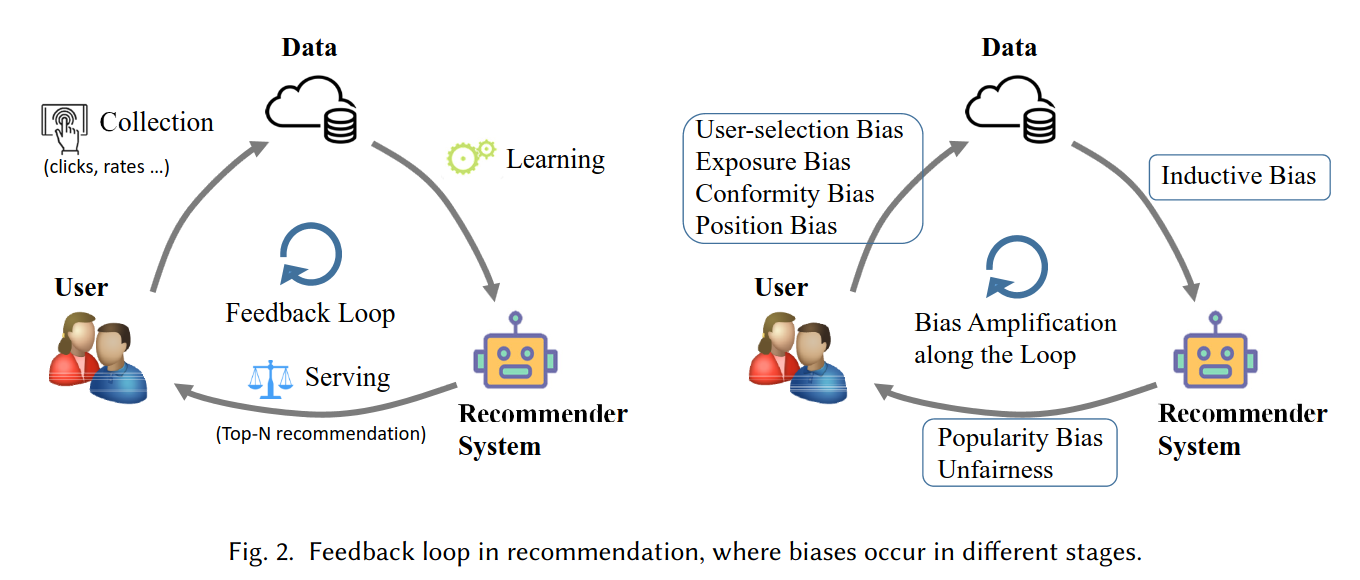 Data
Collection
(clicks, rates ...)
Learning
User
Feedback Loop
Serving
(Top-N recommendation)
Recommender
System
Data
User-selection Bias
Exposure Bias
Conformity Bias
Position Bias
Inductive Bias
User
Bias Amplification
along the Loop
Recommender
System
Popularity Bias
Unfairness
Fig. 2. Feedback loop in recommendation, where biases occur in different stages.